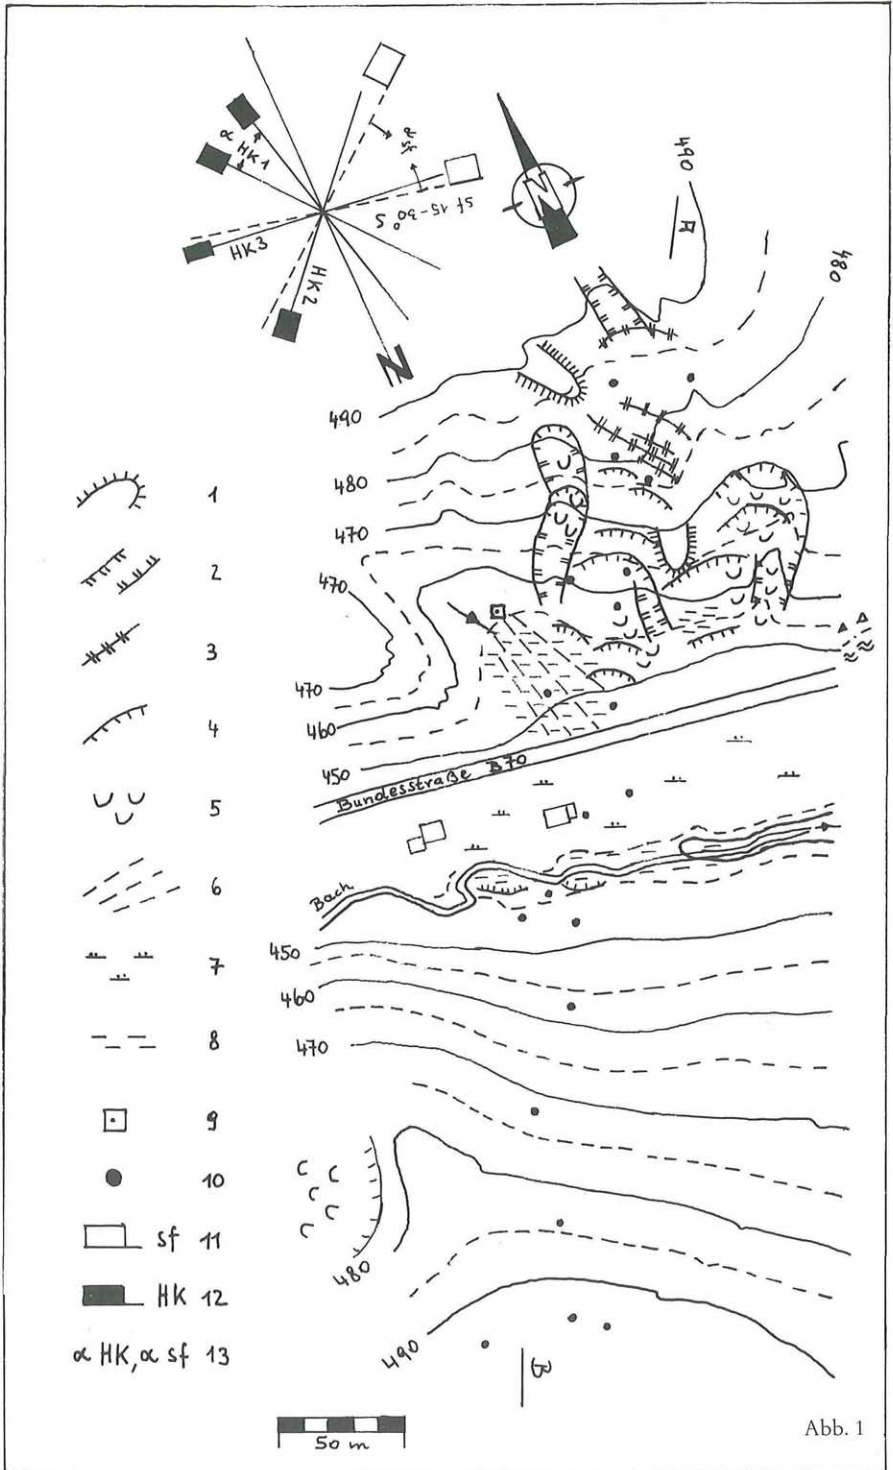 α HK1
HK3
HK2
α sf
sf 15-30°S
N
N
490
A
480
490
480
470
470
470
460
450
Bundesstraße B70
Bach
450
460
470
480
490
B
1
2
3
4
5
6
7
8
9
10
sf 11
HK 12
α HK, α sf 13
50 m
Abb. 1